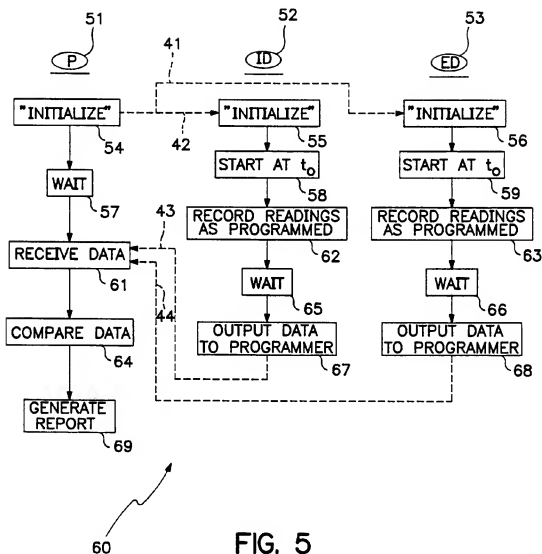 51 52 53
41
P ID ED
"INITIALIZE" "INITIALIZE" "INITIALIZE"
54 42 55 56
START AT t₀ START AT t₀
WAIT 58 59
57 43
RECORD READINGS
AS PROGRAMMED
RECORD READINGS
AS PROGRAMMED
62 63
RECEIVE DATA
61 44
WAIT WAIT
65 66
COMPARE DATA
64
OUTPUT DATA
TO PROGRAMMER
67
OUTPUT DATA
TO PROGRAMMER
68
GENERATE
REPORT
69
60
FIG. 5